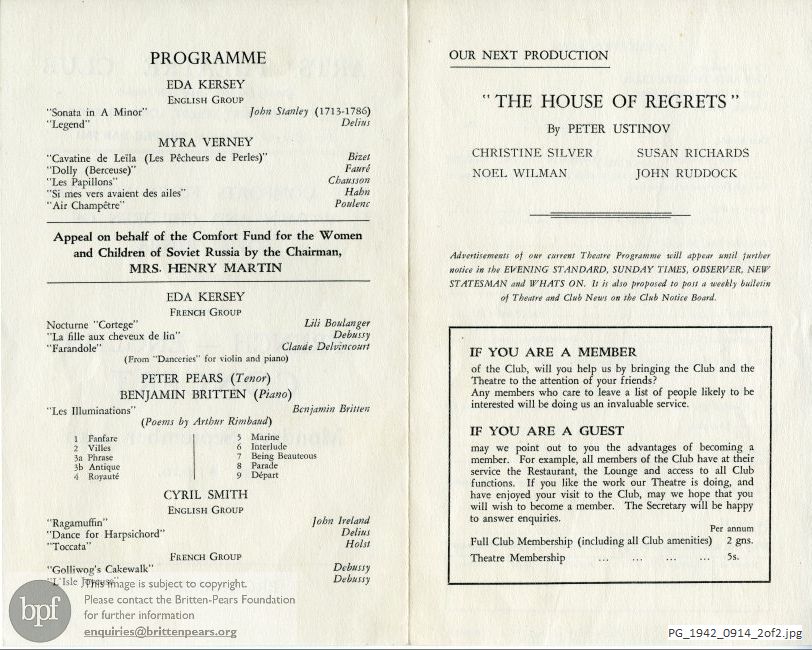 PROGRAMME
EDA KERSEY
ENGLISH GROUP
"Sonata in A Minor" John Stanley (1713-1786)
"Legend" Delius
MYRA VERNEY
"Cavatine de Leïla (Les Pêcheurs de Perles)" Bizet
"Dolly (Berceuse)" Fauré
"Les Papillons" Chausson
"Si mes vers avaient des ailes" Hahn
"Air Champêtre" Poulenc
Appeal on behalf of the Comfort Fund for the Women
and Children of Soviet Russia by the Chairman,
MRS. HENRY MARTIN
EDA KERSEY
FRENCH GROUP
Nocturne "Cortege" Lili Boulanger
"La fille aux cheveux de lin" Debussy
"Farandole" Claude Delvincourt
(From "Danceries" for violin and piano)
PETER PEARS (Tenor)
BENJAMIN BRITTEN (Piano)
"Les Illuminations" Benjamin Britten
(Poems by Arthur Rimbaud)
1 Fanfare
2 Villes
3a Phrase
3b Antique
4 Royauté
5 Marine
6 Interlude
7 Being Beauteous
8 Parade
9 Départ
CYRIL SMITH
ENGLISH GROUP
"Ragamuffin" John Ireland
"Dance for Harpsichord" Delius
"Toccata" Holst
FRENCH GROUP
"Golliwog's Cakewalk" Debussy
"L'Isle Debussy
bpf
This image is subject to copyright.
Please contact the Britten-Pears Foundation
for further information
enquiries@brittenpears.org
OUR NEXT PRODUCTION
"THE HOUSE OF REGRETS"
By PETER USTINOV
CHRISTINE SILVER SUSAN RICHARDS
NOEL WILMAN JOHN RUDDOCK
Advertisements of our current Theatre Programme will appear until further
notice in the EVENING STANDARD, SUNDAY TIMES, OBSERVER, NEW
STATESMAN and WHATS ON. It is also proposed to post a weekly bulletin
of Theatre and Club News on the Club Notice Board.
IF YOU ARE A MEMBER
of the Club, will you help us by bringing the Club and the
Theatre to the attention of your friends?
Any members who care to leave a list of people likely to be
interested will be doing us an invaluable service.
IF YOU ARE A GUEST
may we point out to you the advantages of becoming a
member. For example, all members of the Club have at their
service the Restaurant, the Lounge and access to all Club
functions. If you like the work our Theatre is doing, and
have enjoyed your visit to the Club, may we hope that you
will wish to become a member. The Secretary will be happy
to answer enquiries.
Per annum
Full Club Membership (including all Club amenities) 2 gns.
Theatre Membership ... ... ... ... 5s.
PG_1942_0914_2of2.jpg